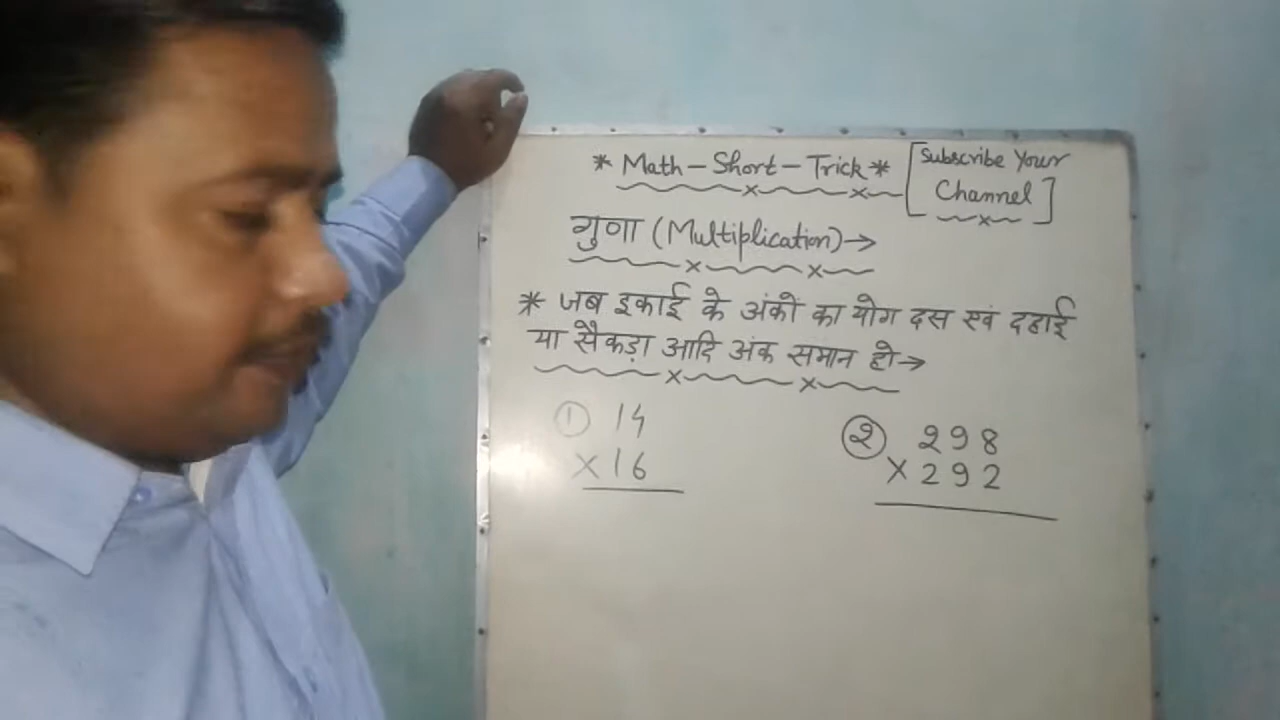 * Math-Short-Trick * [Subscribe Your
Channel]
गुणा (Multiplication)→
* जब इकाई के अंकों का योग दस एवं दहाई
या सैकड़ा आदि अंक समान हो→
① 14
×16
② 298
×292